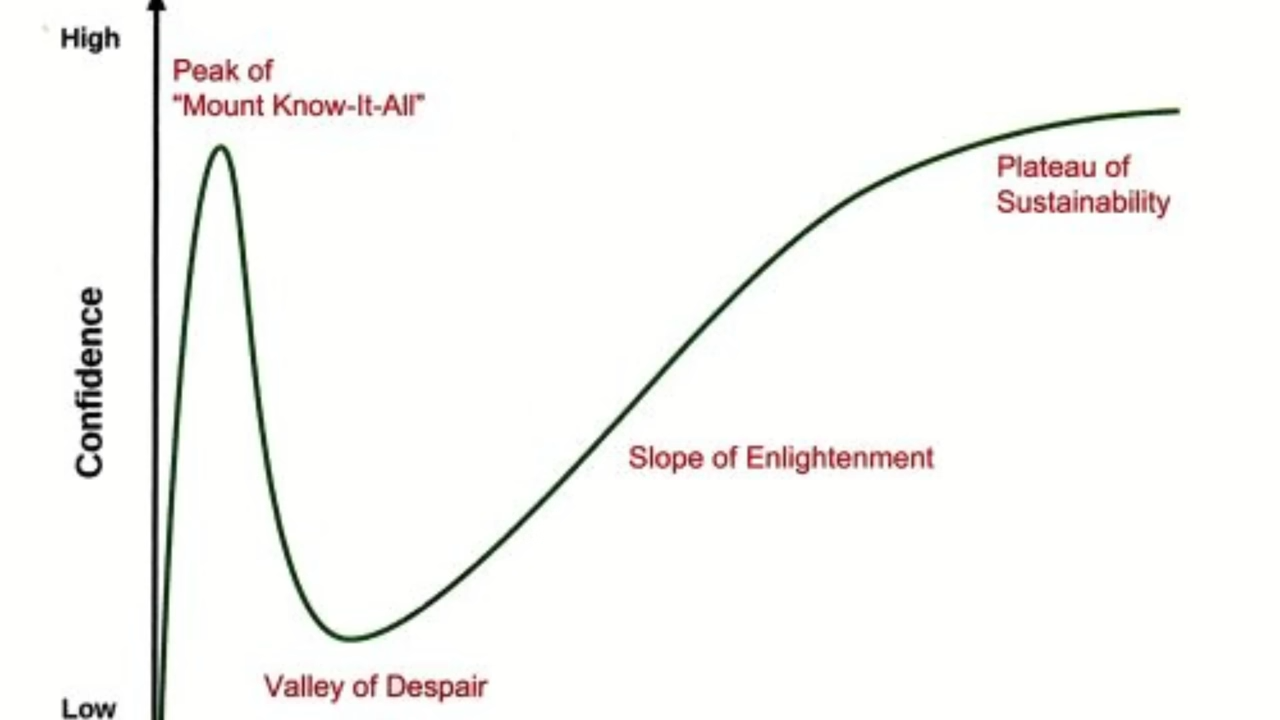 High
Peak of
“Mount Know-It-All”
Plateau of
Sustainability
Confidence
Slope of Enlightenment
Valley of Despair
Low